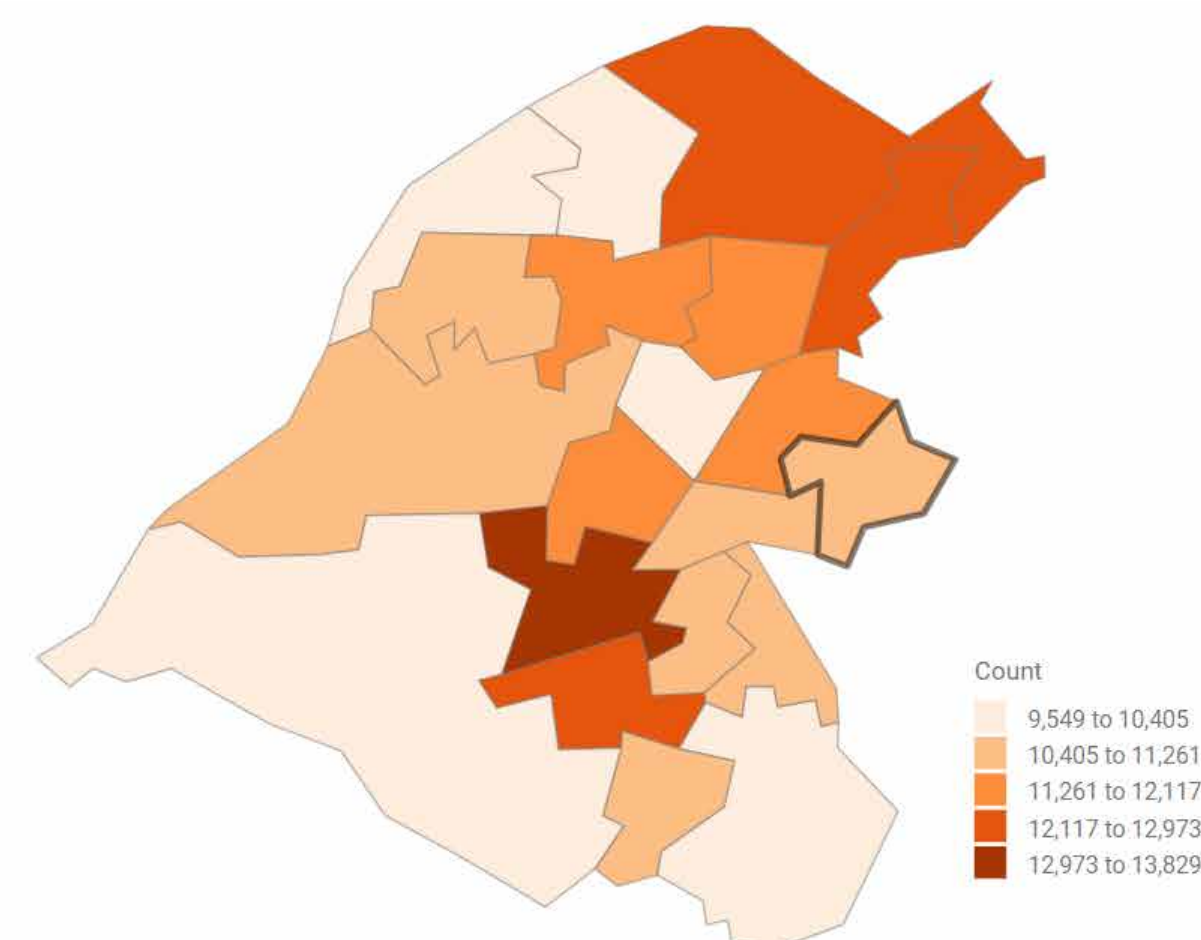 Count
9,549 to 10,405
10,405 to 11,261
11,261 to 12,117
12,117 to 12,973
12,973 to 13,829